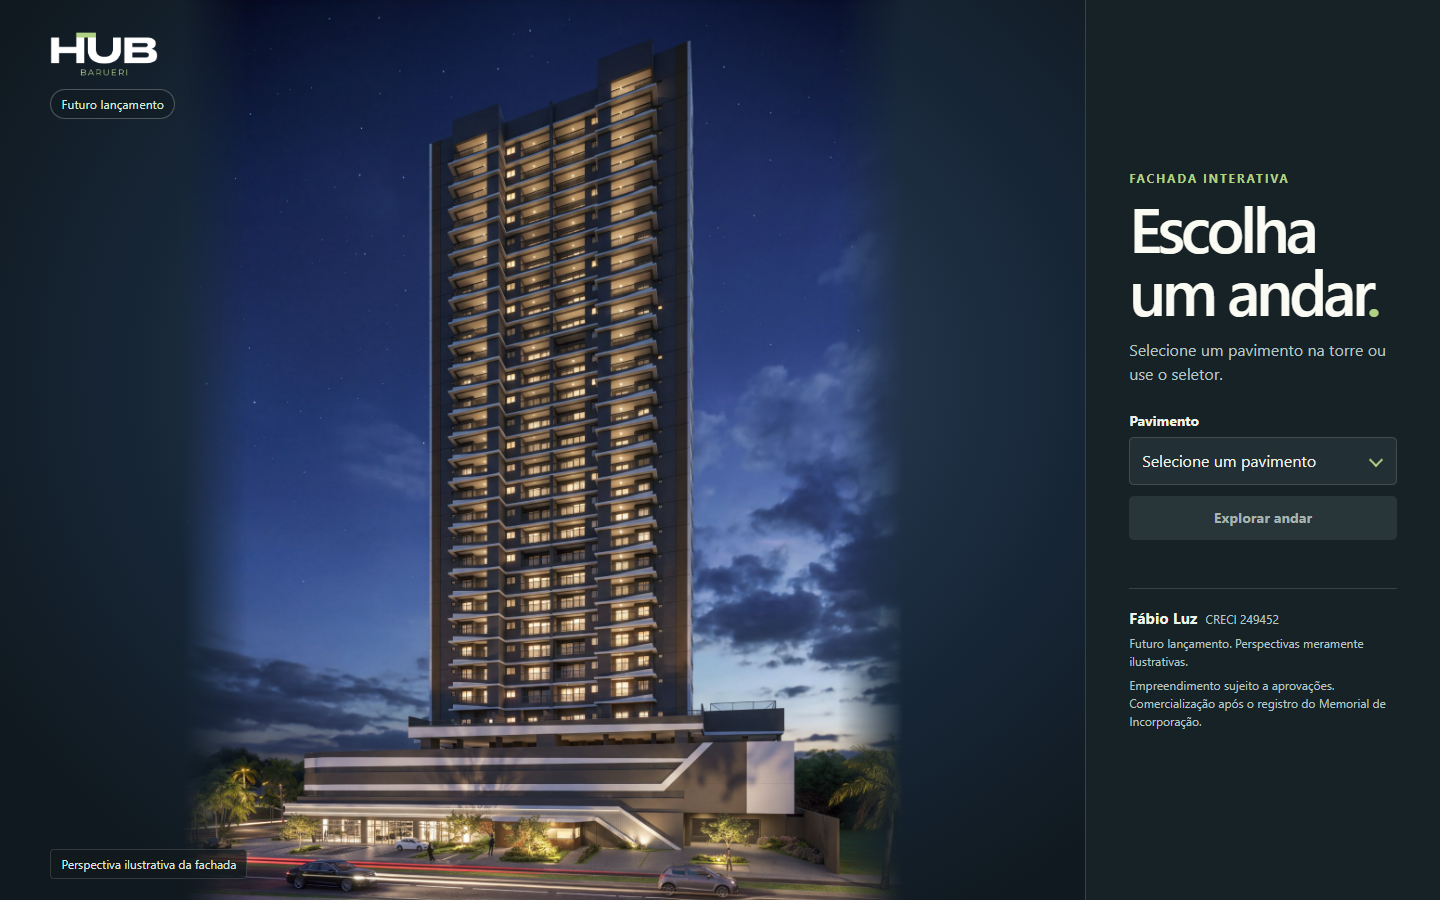 HUB
BARUERI
Futuro lançamento
Perspectiva ilustrativa da fachada
FACHADA INTERATIVA
Escolha
um andar.
Selecione um pavimento na torre ou
use o seletor.
Pavimento
Selecione um pavimento
Explorar andar
Fábio Luz CRECI 249452
Futuro lançamento. Perspectivas meramente
ilustrativas.
Empreendimento sujeito a aprovações.
Comercialização após o registro do Memorial de
Incorporação.